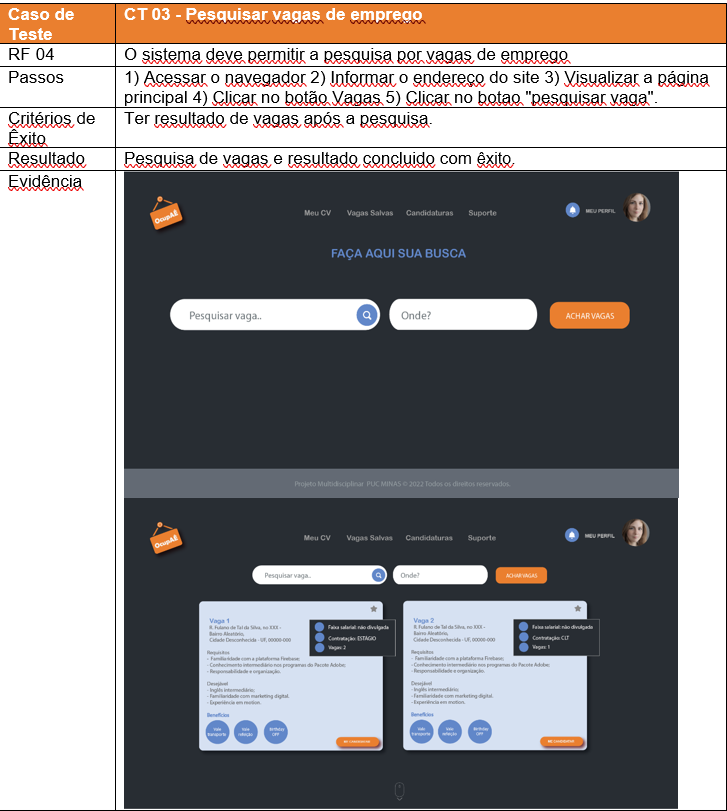 Caso de
Teste
CT 03 - Pesquisar vagas de emprego
RF 04
O sistema deve permitir a pesquisa por vagas de emprego
Passos
1) Acessar o navegador 2) Informar o endereço do site 3) Visualizar a página
principal 4) Clicar no botão Vagas 5) Clicar no botao "pesquisar vaga".
Critérios de
Êxito
Ter resultado de vagas após a pesquisa.
Resultado
Pesquisa de vagas e resultado concluido com êxito.
Evidência
OcupAÊ
Meu CV Vagas Salvas Candidaturas Suporte
MEU PERFIL
FAÇA AQUI SUA BUSCA
Pesquisar vaga..
Onde?
ACHAR VAGAS
Projeto Multidisciplinar PUC MINAS © 2022 Todos os direitos reservados.
OcupAÊ
Meu CV Vagas Salvas Candidaturas Suporte
MEU PERFIL
Pesquisar vaga..
Onde?
ACHAR VAGAS
Vaga 1
R. Fulano de Tal da Silva, no XXX -
Bairro Aleatório,
Cidade Desconhecida - UF, 00000-000
Faixa salarial: não divulgada
Contratação: ESTÁGIO
Vagas: 2
Requisitos
- Familiaridade com a plataforma Firebase;
- Conhecimento intermediário nos programas do Pacote Adobe;
- Responsabilidade e organização.
Desejável
- Inglês intermediário;
- Familiaridade com marketing digital.
- Experiência em motion.
Benefícios
Vale
transporte
Vale
refeição
Birthday
OFF
ME CANDIDATAR
Vaga 2
R. Fulano de Tal da Silva, no XXX -
Bairro Aleatório,
Cidade Desconhecida - UF, 00000-000
Faixa salarial: não divulgada
Contratação: CLT
Vagas: 1
Requisitos
- Familiaridade com a plataforma Firebase;
- Conhecimento intermediário nos programas do Pacote Adobe;
- Responsabilidade e organização.
Desejável
- Inglês intermediário;
- Familiaridade com marketing digital.
- Experiência em motion.
Benefícios
Vale
transporte
Vale
refeição
Birthday
OFF
ME CANDIDATAR